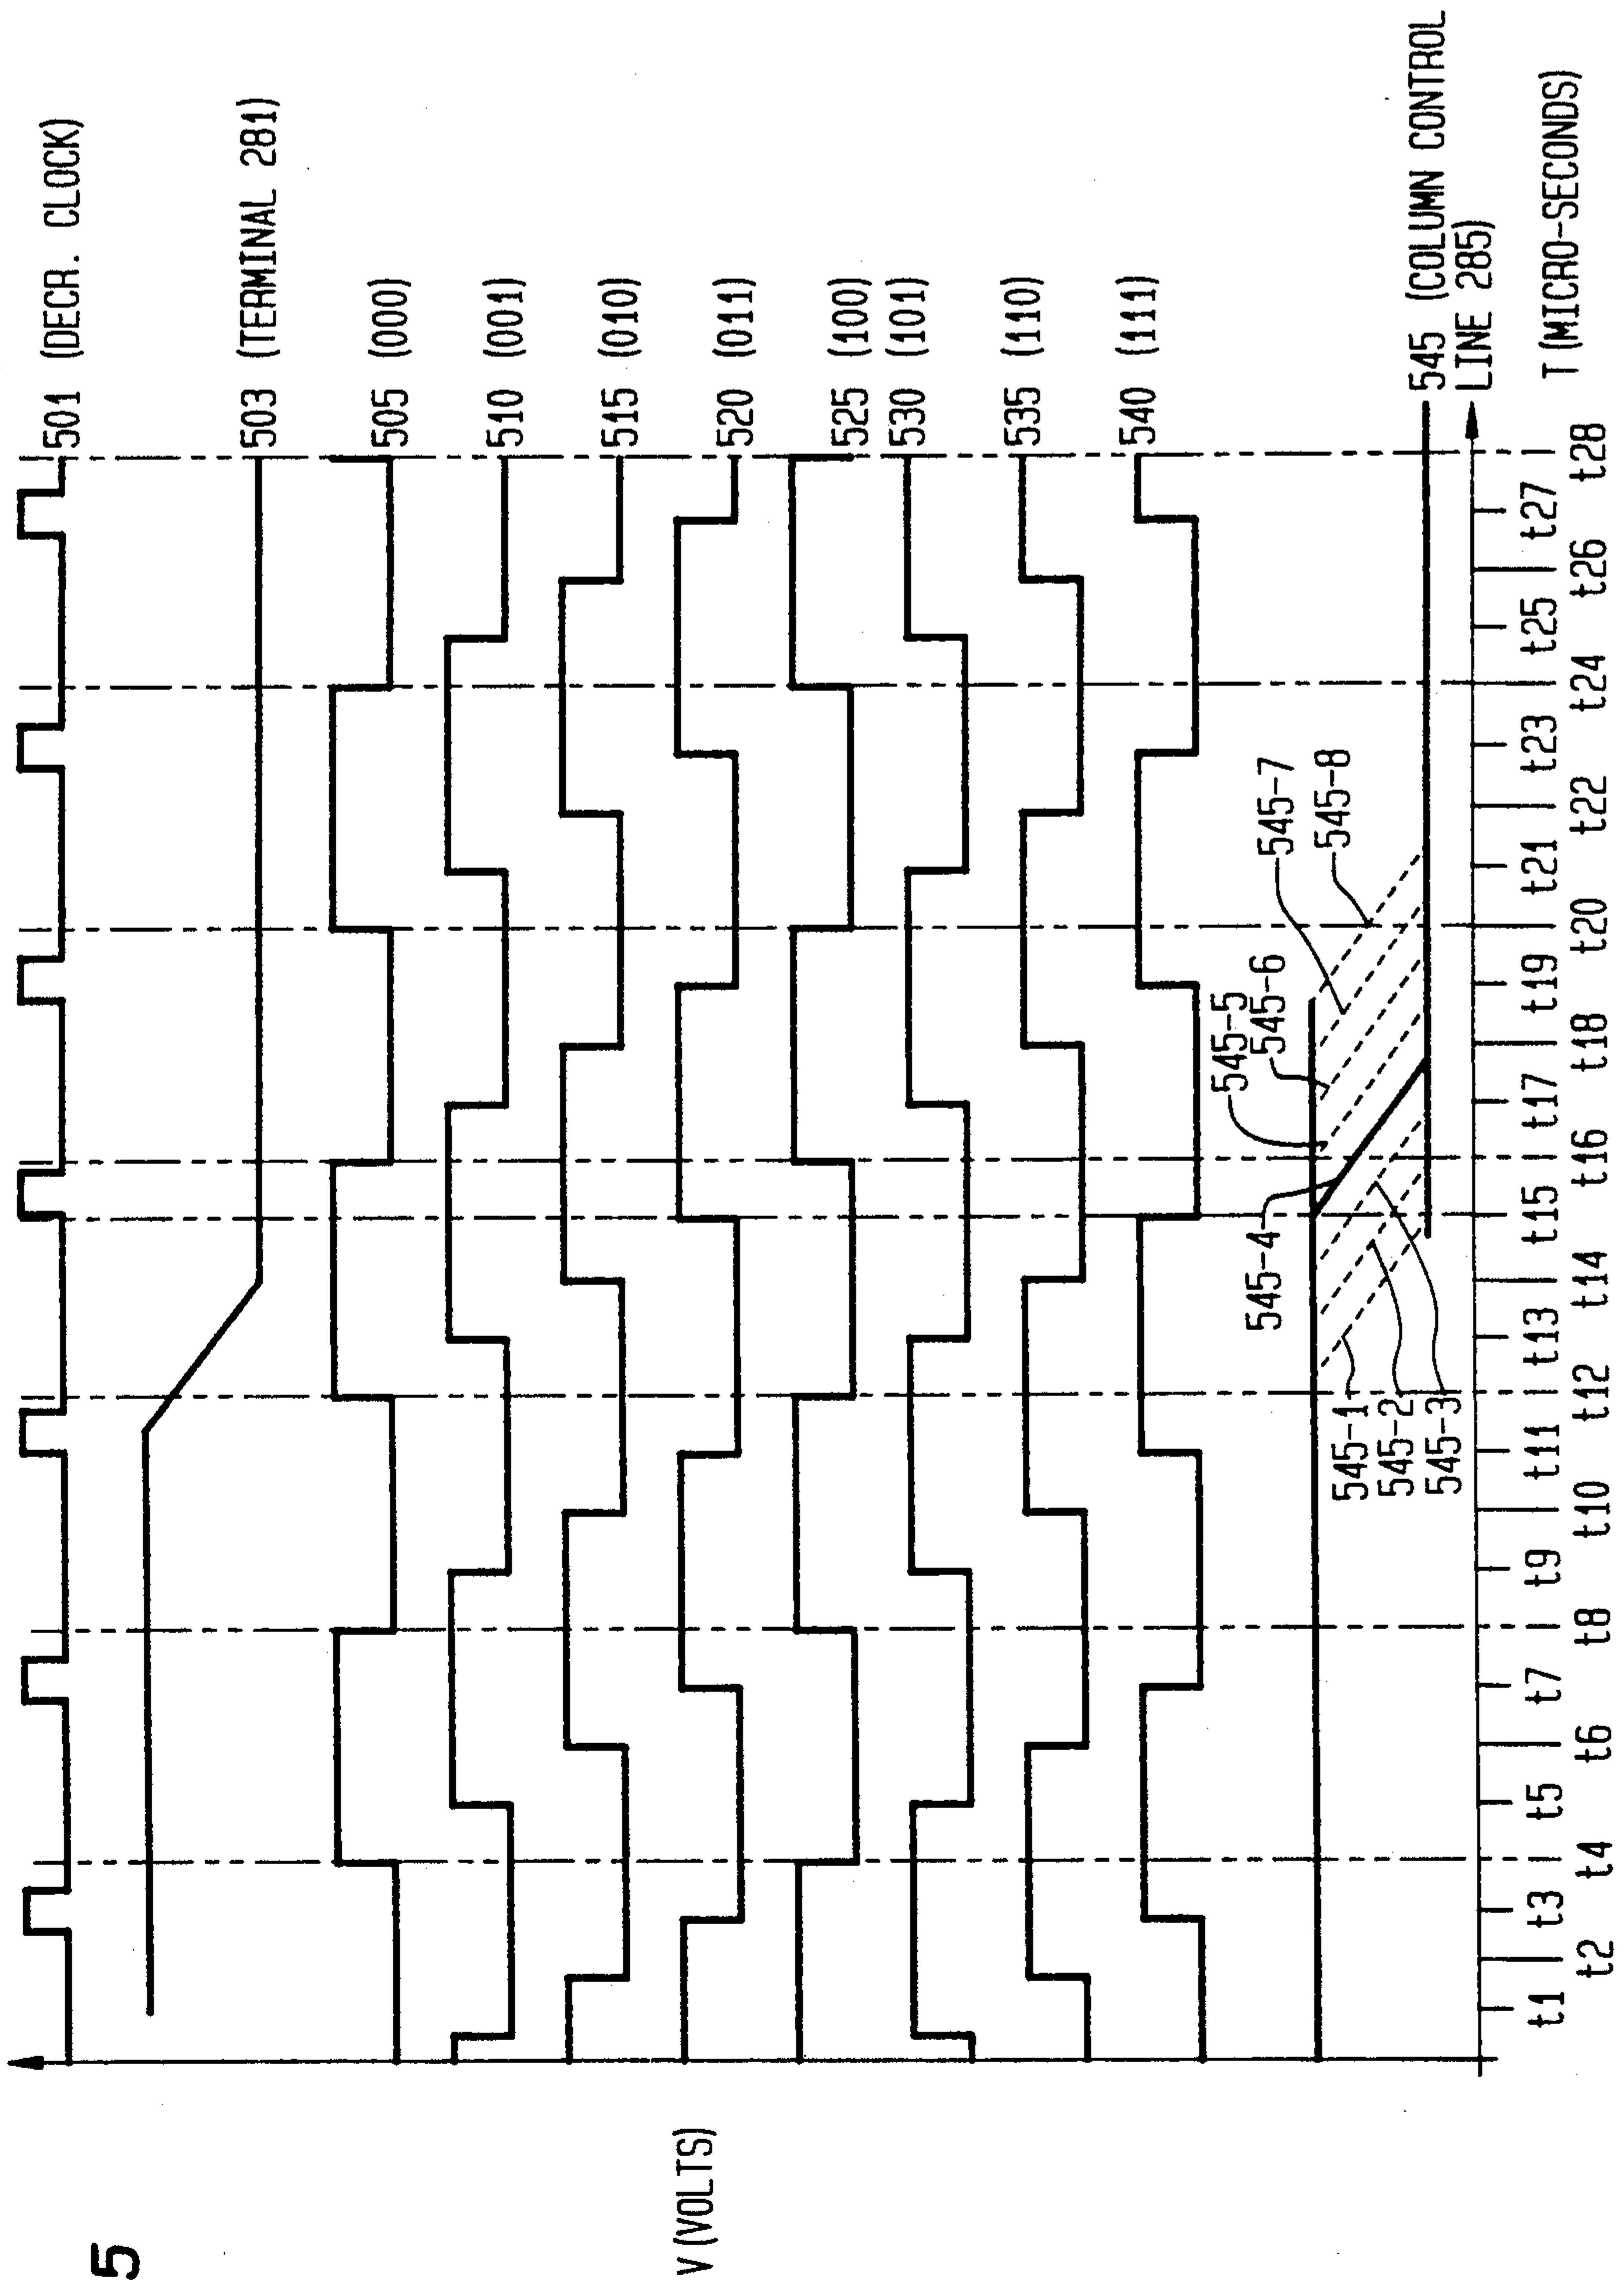 5
V (VOLTS)
501 (DECR. CLOCK)
503 (TERMINAL 281)
505 (000)
510 (001)
515 (010)
520 (011)
525 (100)
530 (101)
535 (110)
540 (111)
545-1
545-2
545-3
545-4
545-5
545-6
545-7
545-8
545 (COLUMN CONTROL
LINE 285)
t1 t3 t5 t7 t9 t11 t13 t15 t17 t19 t21 t23 t25 t27
t2 t4 t6 t8 t10 t12 t14 t16 t18 t20 t22 t24 t26 t28
T (MICRO-SECONDS)